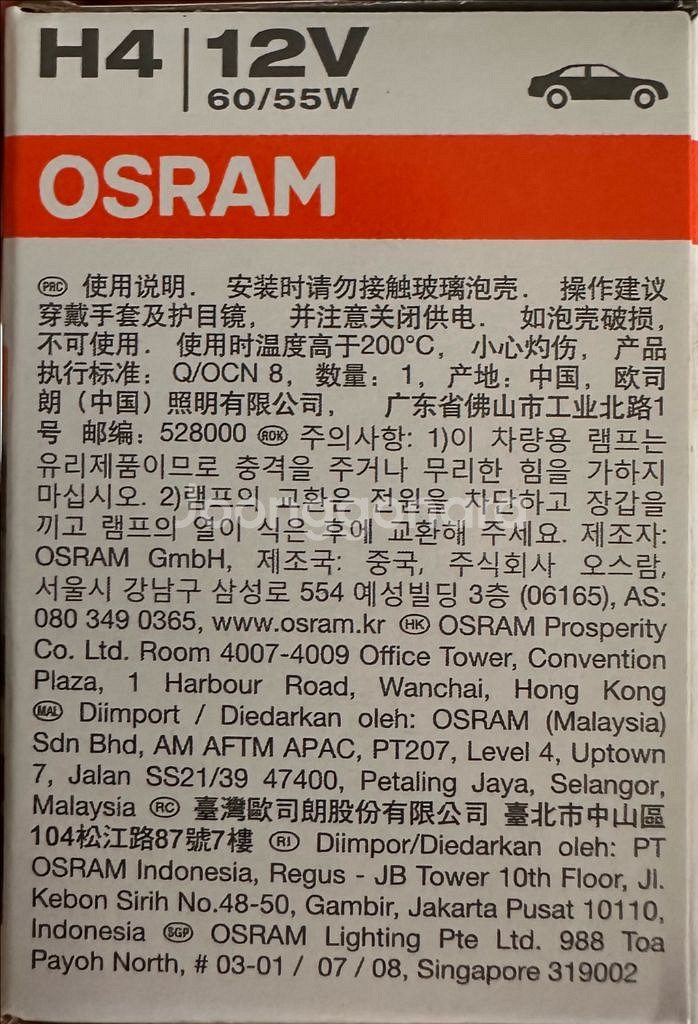 H4 | 12V
60/55W
OSRAM
PRC 使用说明. 安装时请勿接触玻璃泡壳. 操作建议
穿戴手套及护目镜, 并注意关闭供电. 如泡壳破损,
不可使用. 使用时温度高于200°C, 小心灼伤, 产品
执行标准: Q/OCN 8, 数量: 1, 产地: 中国, 欧司
朗 (中国) 照明有限公司, 广东省佛山市工业北路1
号 邮编: 528000 ROK 주의사항: 1)이 차량용 램프는
유리제품이므로 충격을 주거나 무리한 힘을 가하지
마십시오. 2)램프의 교환은 전원을 차단하고 장갑을
끼고 램프의 열이 식은 후에 교환해 주세요. 제조자:
OSRAM GmbH, 제조국: 중국, 주식회사 오스람,
서울시 강남구 삼성로 554 예성빌딩 3층 (06165), AS:
080 349 0365, www.osram.kr HK OSRAM Prosperity
Co. Ltd. Room 4007-4009 Office Tower, Convention
Plaza, 1 Harbour Road, Wanchai, Hong Kong
MAL Diimport / Diedarkan oleh: OSRAM (Malaysia)
Sdn Bhd, AM AFTM APAC, PT207, Level 4, Uptown
7, Jalan SS21/39 47400, Petaling Jaya, Selangor,
Malaysia RC 臺灣歐司朗股份有限公司 臺北市中山區
104松江路87號7樓 RI Diimpor/Diedarkan oleh: PT
OSRAM Indonesia, Regus - JB Tower 10th Floor, Jl.
Kebon Sirih No.48-50, Gambir, Jakarta Pusat 10110,
Indonesia SGP OSRAM Lighting Pte Ltd. 988 Toa
Payoh North, # 03-01 / 07 / 08, Singapore 319002